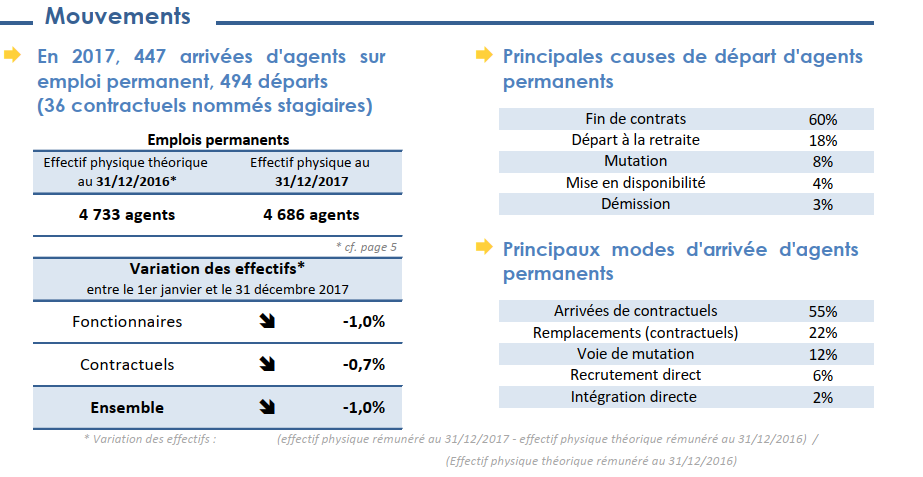 Mouvements
En 2017, 447 arrivées d'agents sur
emploi permanent, 494 départs
(36 contractuels nommés stagiaires)
Emplois permanents
Effectif physique théorique
au 31/12/2016*
Effectif physique au
31/12/2017
4 733 agents
4 686 agents
* cf. page 5
Variation des effectifs*
entre le 1er janvier et le 31 décembre 2017
Fonctionnaires -1,0%
Contractuels -0,7%
Ensemble -1,0%
Principales causes de départ d'agents
permanents
Fin de contrats 60%
Départ à la retraite 18%
Mutation 8%
Mise en disponibilité 4%
Démission 3%
Principaux modes d'arrivée d'agents
permanents
Arrivées de contractuels 55%
Remplacements (contractuels) 22%
Voie de mutation 12%
Recrutement direct 6%
Intégration directe 2%
* Variation des effectifs : (effectif physique rémunéré au 31/12/2017 - effectif physique théorique rémunéré au 31/12/2016) /
(Effectif physique théorique rémunéré au 31/12/2016)